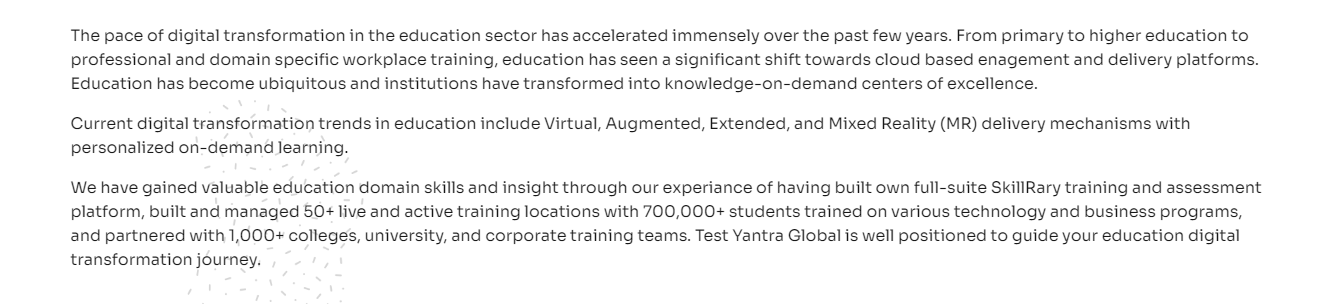 The pace of digital transformation in the education sector has accelerated immensely over the past few years. From primary to higher education to
professional and domain specific workplace training, education has seen a significant shift towards cloud based enagement and delivery platforms.
Education has become ubiquitous and institutions have transformed into knowledge-on-demand centers of excellence.
Current digital transformation trends in education include Virtual, Augmented, Extended, and Mixed Reality (MR) delivery mechanisms with
personalized on-demand learning.
We have gained valuable education domain skills and insight through our experiance of having built own full-suite SkillRary training and assessment
platform, built and managed 50+ live and active training locations with 700,000+ students trained on various technology and business programs,
and partnered with 1,000+ colleges, university, and corporate training teams. Test Yantra Global is well positioned to guide your education digital
transformation journey.